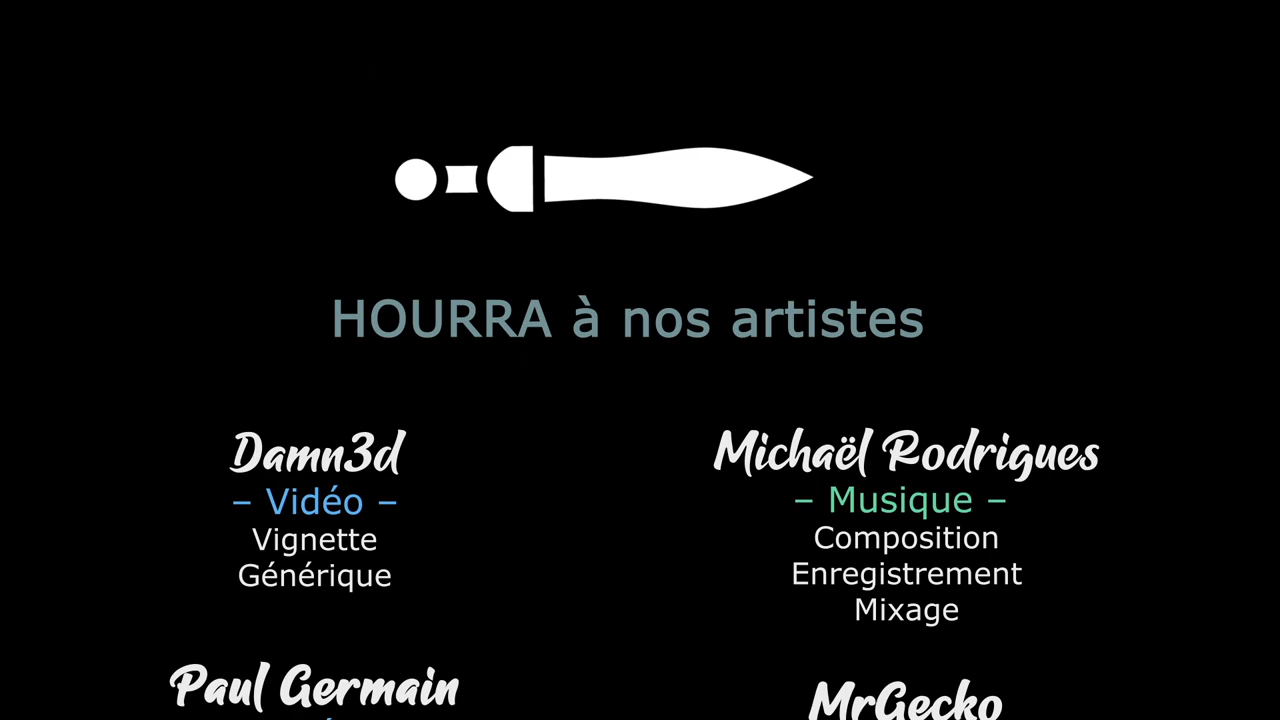 HOURRA à nos artistes
Damn3d
– Vidéo –
Vignette
Générique
Michaël Rodrigues
– Musique –
Composition
Enregistrement
Mixage
Paul Germain
MrGecko